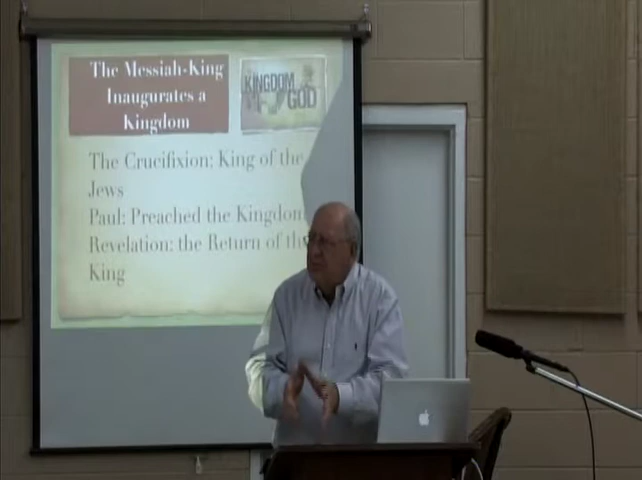 The Messiah-King
Inaugurates a
Kingdom
KINGDOM
OF GOD
The Crucifixion: King of the
Jews
Paul: Preached the Kingdom
Revelation: the Return of the
King